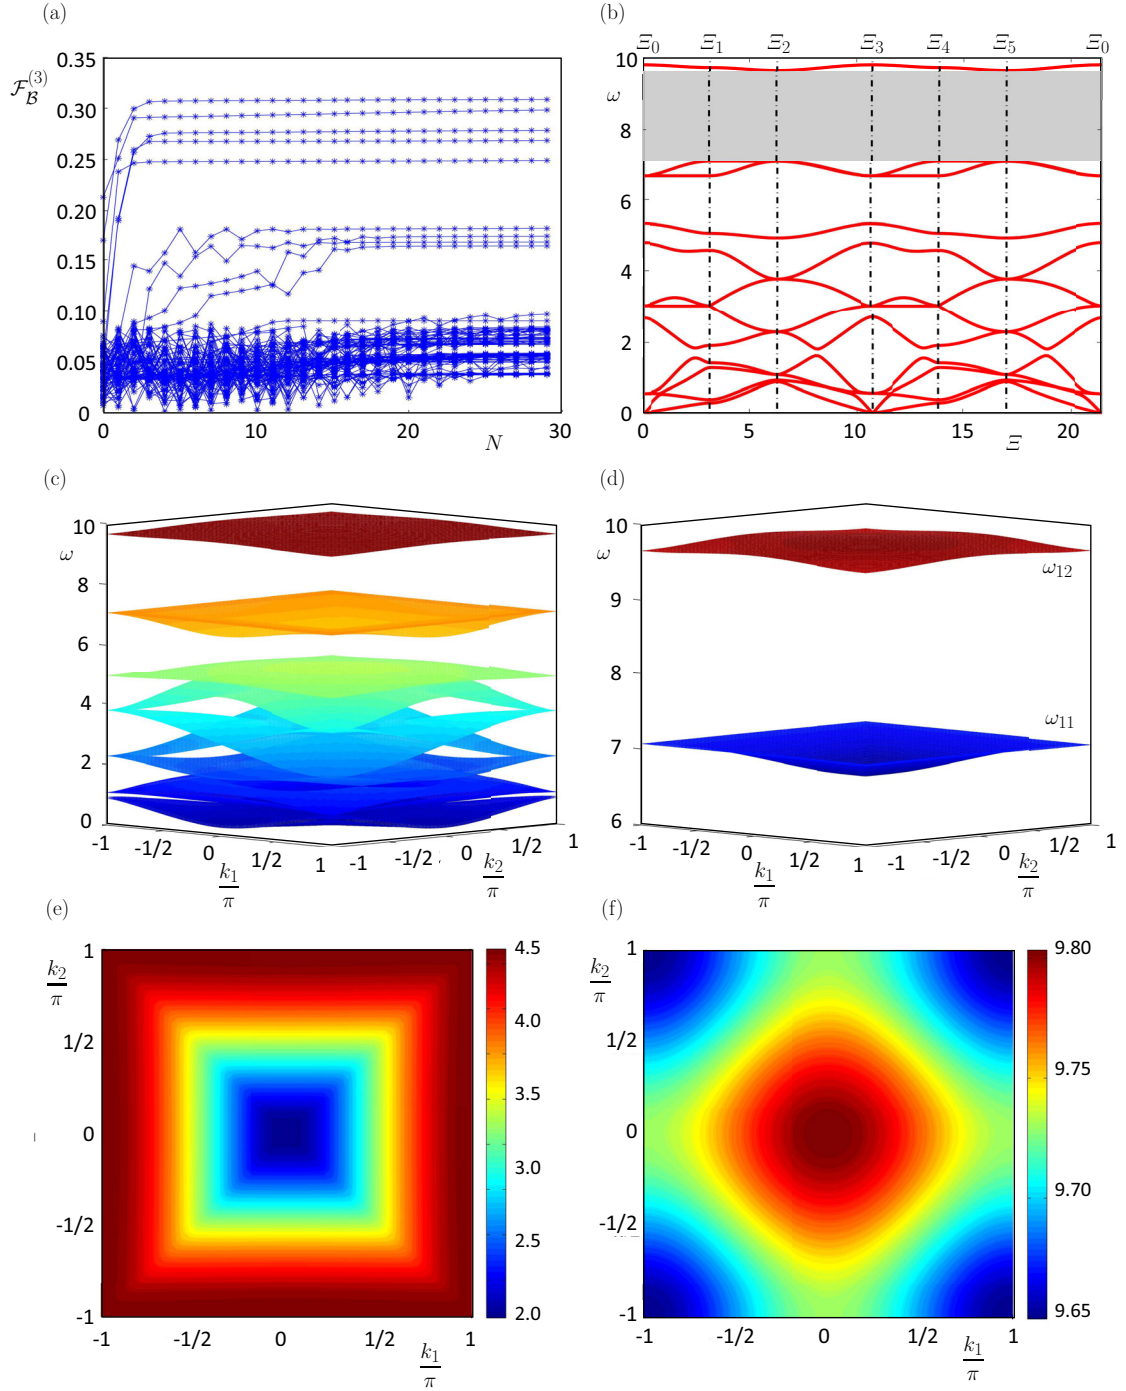 (a)
0.35
0.30
0.25
0.20
0.15
0.10
0.05
0
$\mathcal{F}_{\mathcal{B}}^{(3)}$
0 10 20 30
N
(b)
Ξ₀ Ξ₁ Ξ₂ Ξ₃ Ξ₄ Ξ₅ Ξ₀
10
ω
8
6
4
2
0
0 5 10 15 20
Ξ
(c)
10
ω
8
6
4
2
0
-1 -1/2 0 1/2 1
k₁
π
-1 -1/2 0 1/2 1
k₂
π
(d)
10
ω
9
8
7
6
ω₁₂
ω₁₁
-1 -1/2 0 1/2 1
k₁
π
-1 -1/2 0 1/2 1
k₂
π
(e)
1
k₂
π
1/2
0
-1/2
-1
-1 -1/2 0 1/2 1
k₁
π
4.5
4.0
3.5
3.0
2.5
2.0
(f)
1
k₂
π
1/2
0
-1/2
-1
-1 -1/2 0 1/2 1
k₁
π
9.80
9.75
9.70
9.65